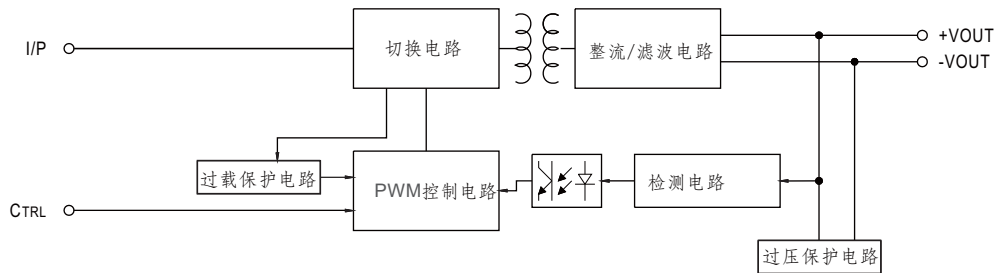 I/P
切换电路
整流/滤波电路
+VOUT
-VOUT
过载保护电路
PWM控制电路
检测电路
CTRL
过压保护电路